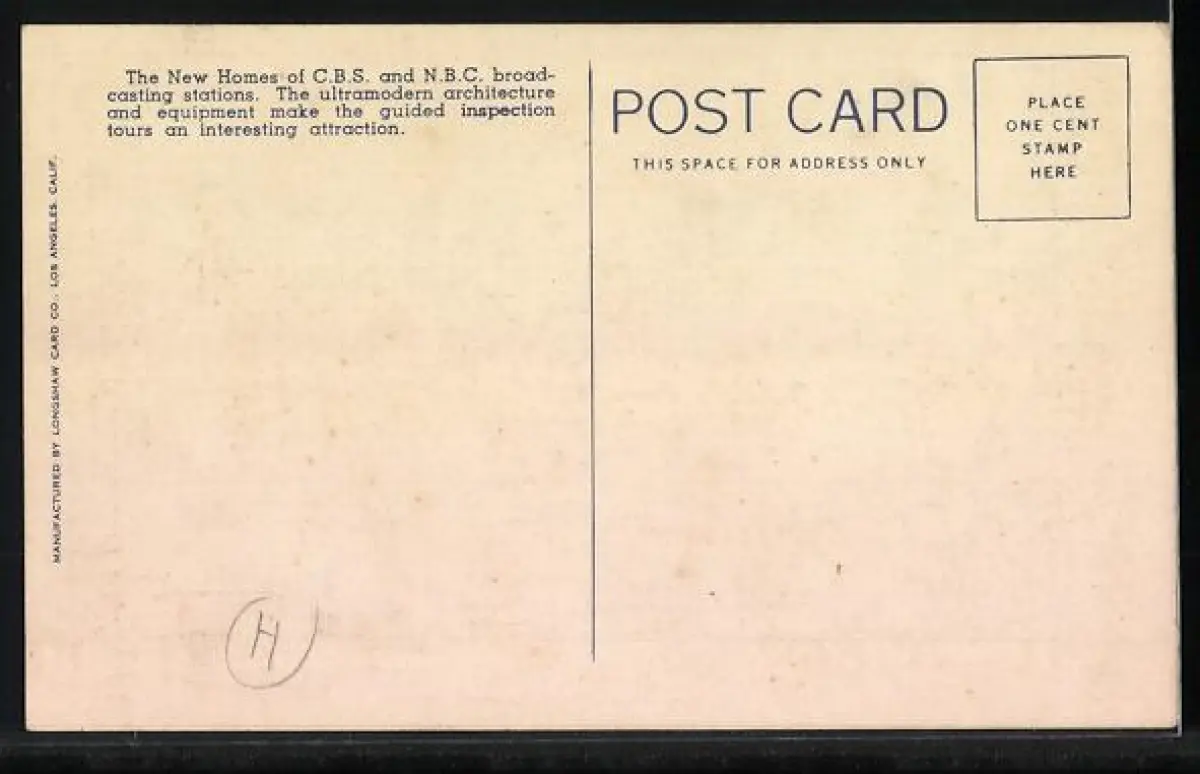 The New Homes of C.B.S. and N.B.C. broad-
casting stations. The ultramodern architecture
and equipment make the guided inspection
tours an interesting attraction.
MANUFACTURED BY LONGSHAW CARD CO., LOS ANGELES, CALIF.
H
POST CARD
THIS SPACE FOR ADDRESS ONLY
PLACE
ONE CENT
STAMP
HERE